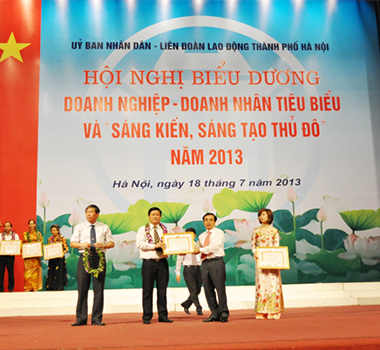 UỶ BAN NHÂN DÂN - LIÊN ĐOÀN LAO ĐỘNG THÀNH PHỐ HÀ NỘI
HỘI NGHỊ BIỂU DƯƠNG
DOANH NGHIỆP - DOANH NHÂN TIÊU BIỂU
VÀ "SÁNG KIẾN, SÁNG TẠO THỦ ĐÔ"
NĂM 2013
Hà Nội, ngày 18 tháng 7 năm 2013